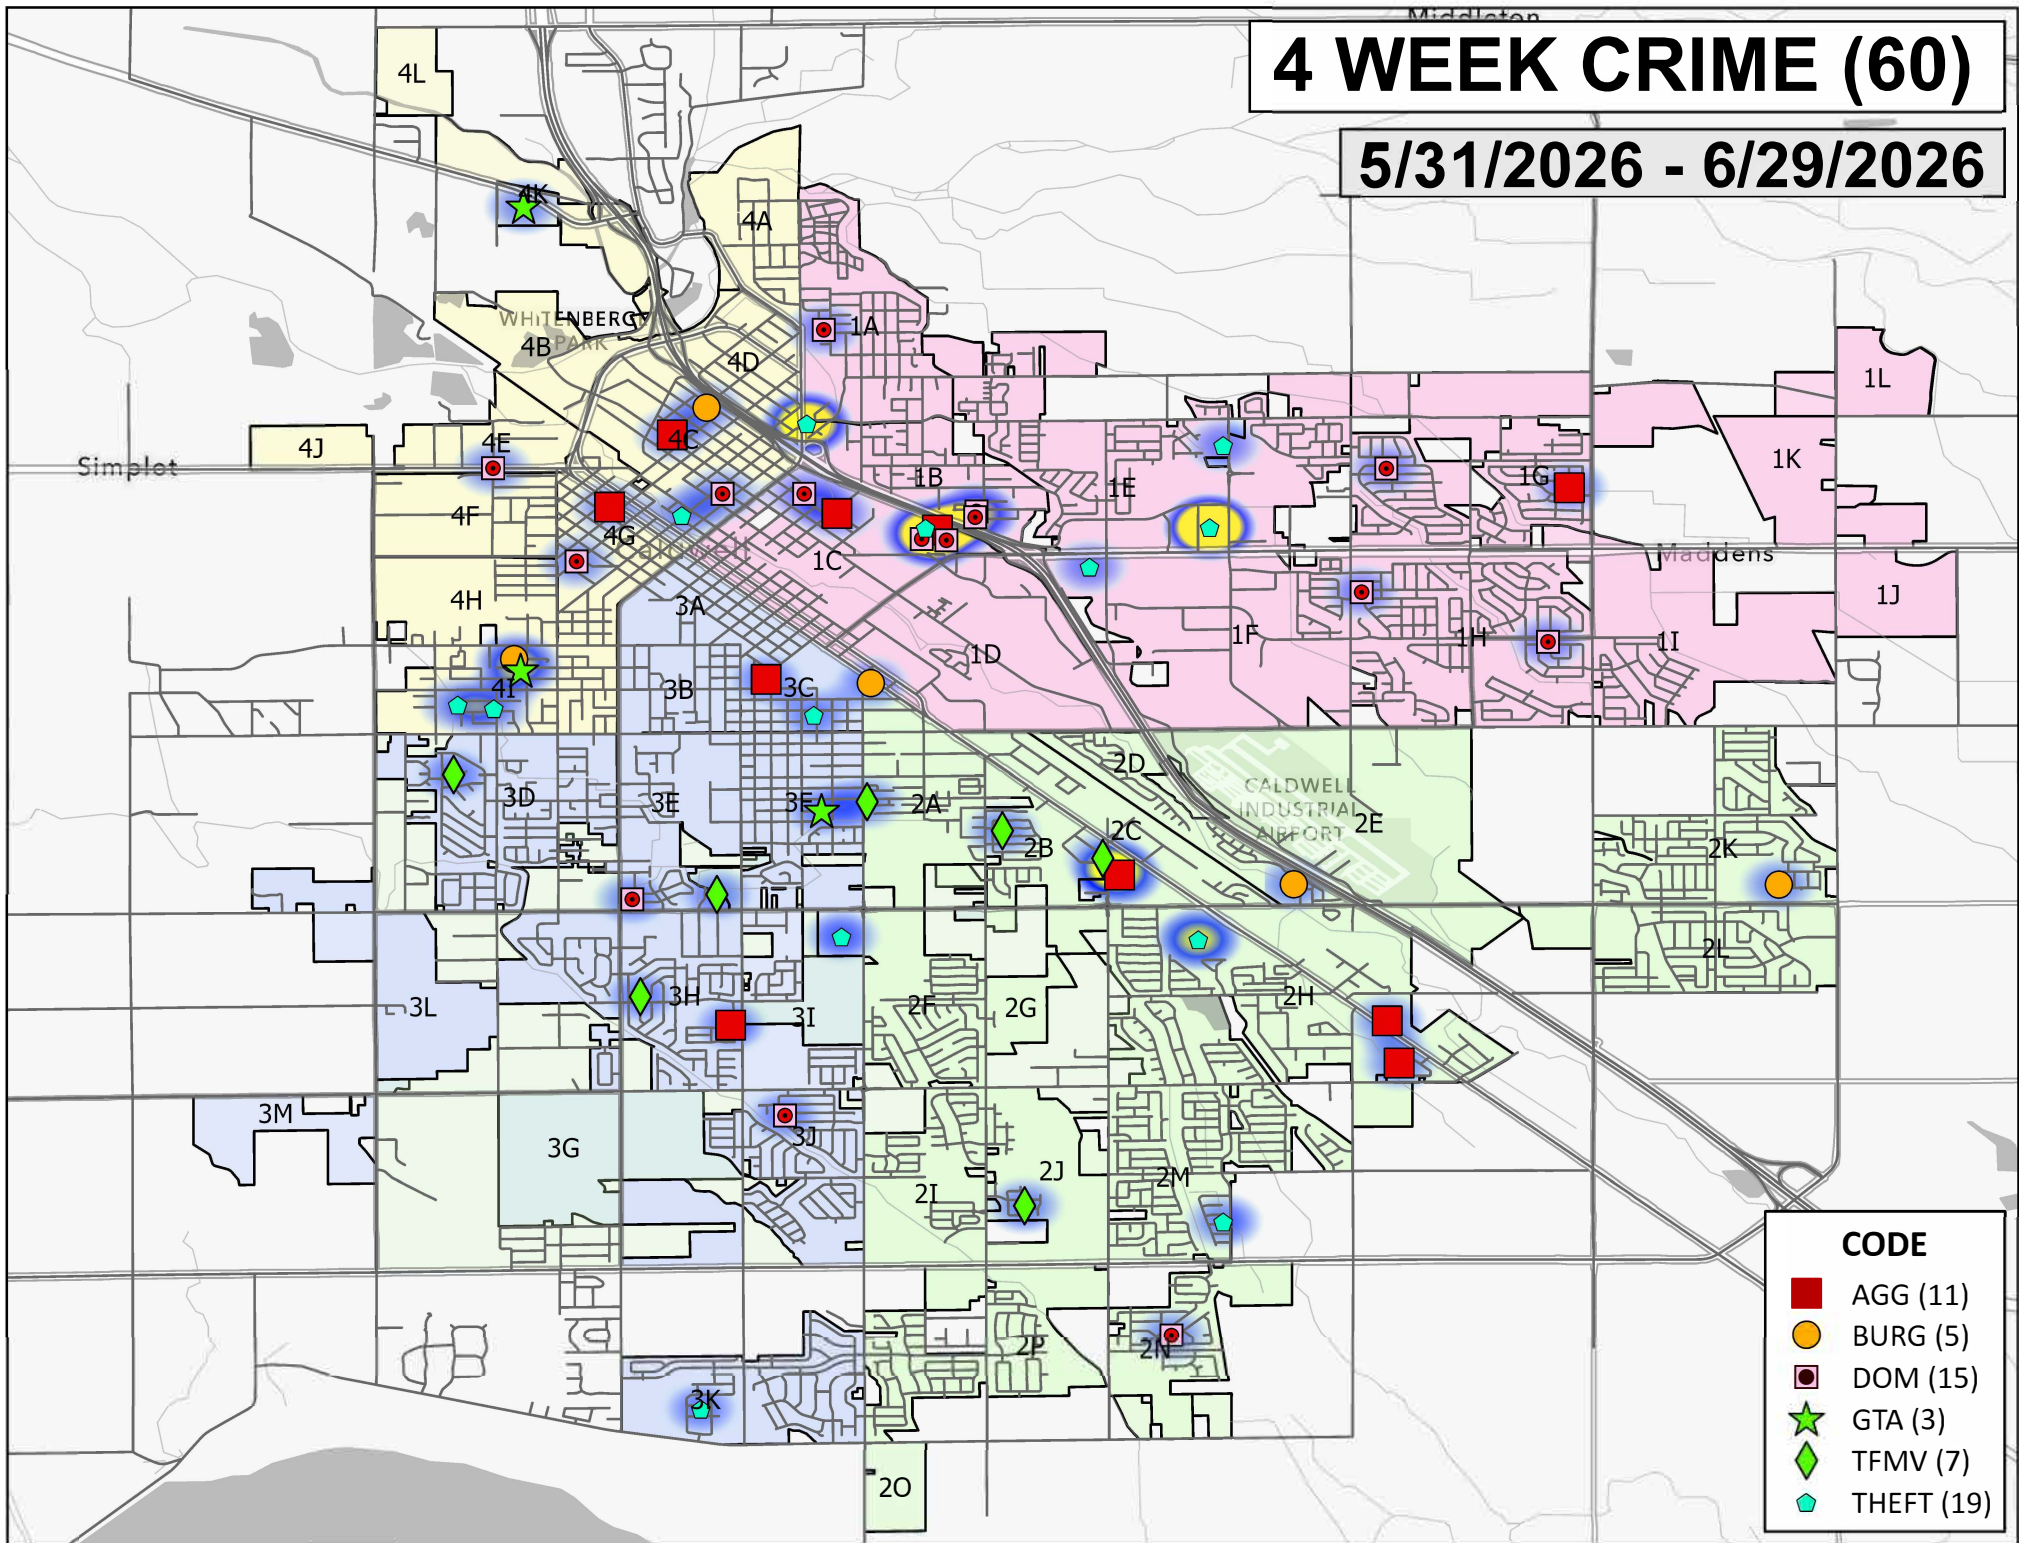 Middleton
4 WEEK CRIME (60)
5/31/2026 - 6/29/2026
4L
4K
4A
WHITENBERGER
PARK
1A
4B
4D
1L
4C
4E
4J
Simplot
1B
1K
1G
1E
4F
4G
Caldwell
1C
Maddens
4H
3A
1J
1F
1H
1I
1D
4I
3B
3C
2D
CALDWELL
INDUSTRIAL
AIRPORT
3D
3E
3F
2A
2E
2C
2B
2K
2L
3L
3H
3I
2F
2G
2H
3M
3G
3J
2I
2J
2M
2P
2N
3K
2O
CODE
AGG (11)
BURG (5)
DOM (15)
GTA (3)
TFMV (7)
THEFT (19)